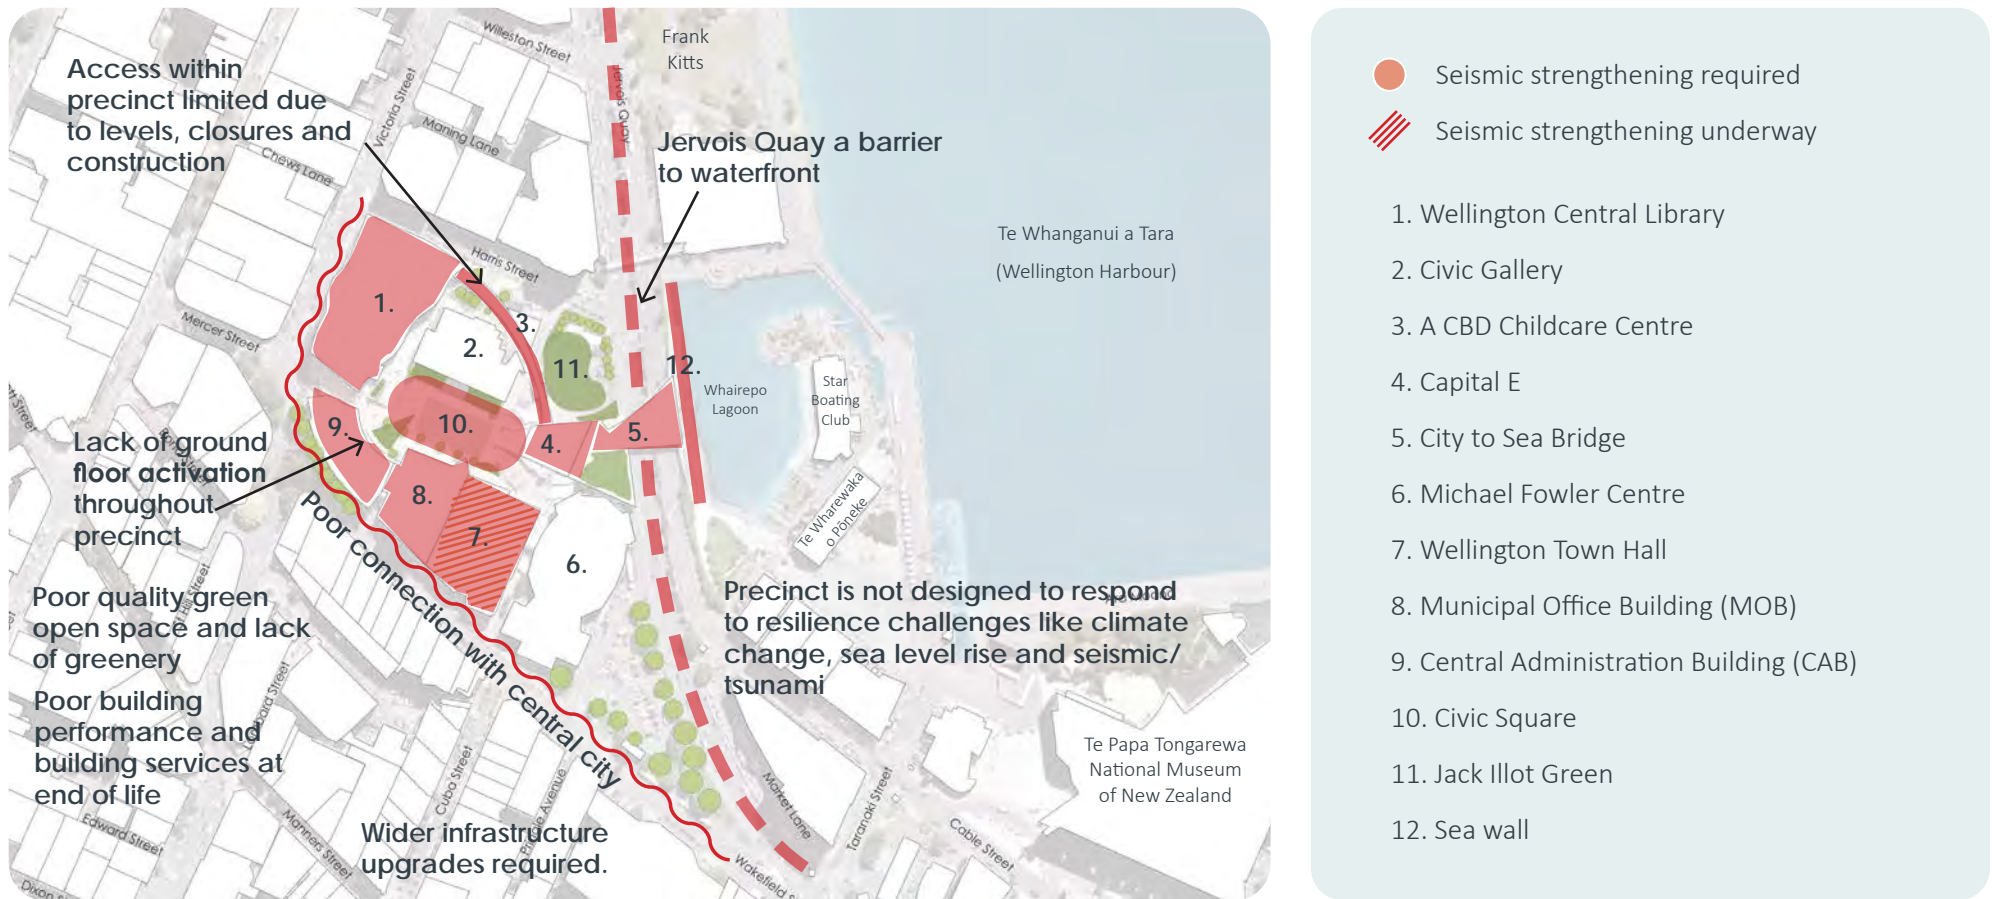 Access within
precinct limited due
to levels, closures and
construction
Willeston Street
Victoria Street
Maning Lane
Chews Lane
Frank
Kitts
Jervois Quay
Jervois Quay a barrier
to waterfront
Te Whanganui a Tara
(Wellington Harbour)
Harris Street
Mercer Street
1.
2.
3.
11.
12.
Whairepo
Lagoon
Star
Boating
Club
9.
10.
4.
5.
8.
7.
6.
Lack of ground
floor activation
throughout
precinct
Te Wharewaka
o Pōneke
Poor connection with central city
Poor quality green
open space and lack
of greenery
Poor building
performance and
building services at
end of life
Precinct is not designed to respond
to resilience challenges like climate
change, sea level rise and seismic/
tsunami
Te Papa Tongarewa
National Museum
of New Zealand
Wider infrastructure
upgrades required.
Edward Street
Dixon
Manners Street
Cuba Street
Avenue
Market Lane
Taranaki Street
Cable Street
Wakefield S
Seismic strengthening required
Seismic strengthening underway
1. Wellington Central Library
2. Civic Gallery
3. A CBD Childcare Centre
4. Capital E
5. City to Sea Bridge
6. Michael Fowler Centre
7. Wellington Town Hall
8. Municipal Office Building (MOB)
9. Central Administration Building (CAB)
10. Civic Square
11. Jack Illot Green
12. Sea wall